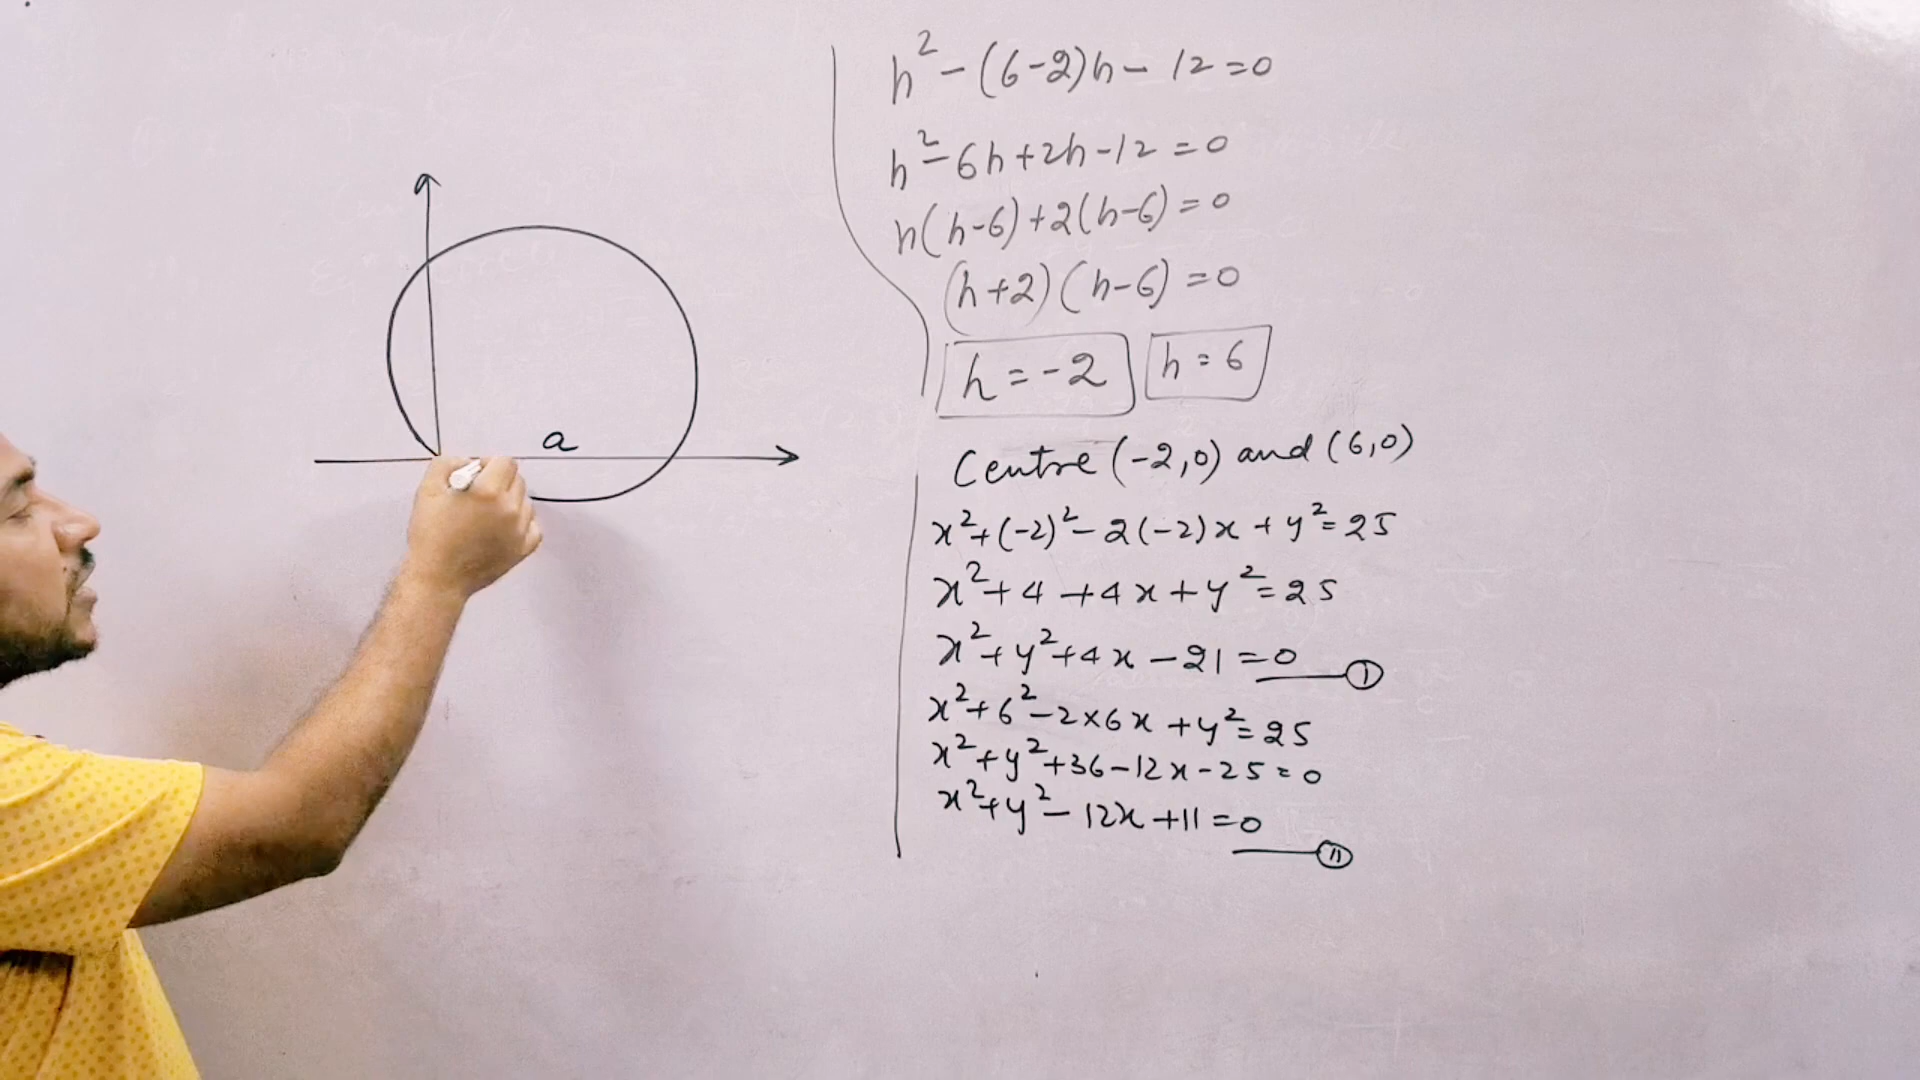 a
h² - (6-2)h - 12 = 0
h² - 6h + 2h - 12 = 0
h(h-6) + 2(h-6) = 0
(h+2)(h-6) = 0
h = -2 h = 6
Centre (-2,0) and (6,0)
x² + (-2)² - 2(-2)x + y² = 25
x² + 4 + 4x + y² = 25
x² + y² + 4x - 21 = 0 — ①
x² + 6² - 2×6x + y² = 25
x² + y² + 36 - 12x - 25 = 0
x² + y² - 12x + 11 = 0
— ⑪